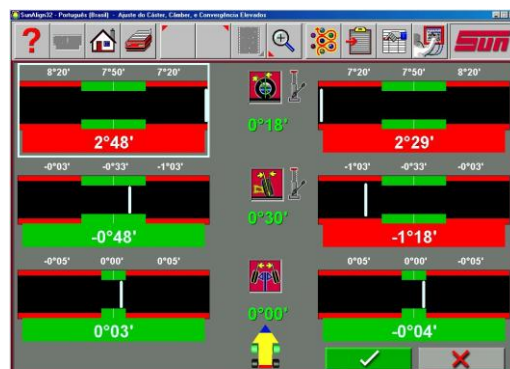 SunAlign32 - Português (Brasil) - Ajuste do Cáster, Câmber, e Convergência Elevados
? Sun
8°20' 7°50' 7°20' 7°20' 7°50' 8°20'
2°48' 0°18' 2°29'
-0°03' -0°33' -1°03' -1°03' -0°33' -0°03'
-0°48' 0°30' -1°18'
-0°05' 0°00' 0°05' 0°05' 0°00' -0°05'
0°03' 0°00' -0°04'